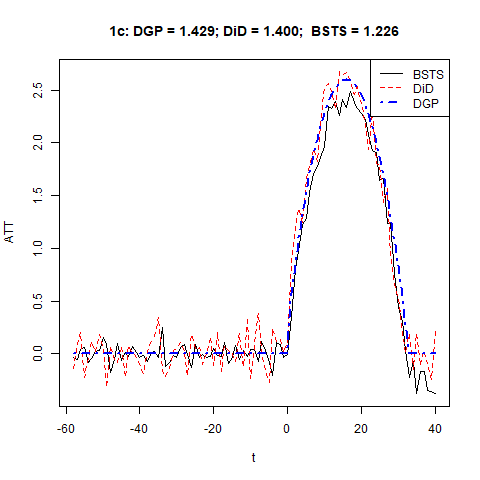 1c: DGP = 1.429; DiD = 1.400;  BSTS = 1.226
BSTS
DiD
DGP
ATT
2.5
2.0
1.5
1.0
0.5
0.0
-60
-40
-20
0
20
40
t